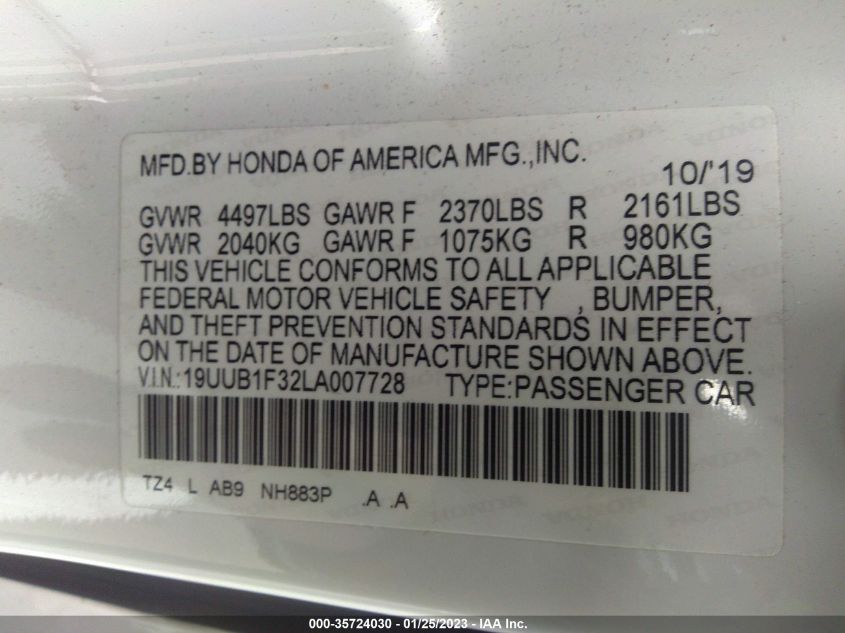 MFD.BY HONDA OF AMERICA MFG.,INC. 10/'19
GVWR 4497LBS GAWR F 2370LBS R 2161LBS
GVWR 2040KG GAWR F 1075KG R 980KG
THIS VEHICLE CONFORMS TO ALL APPLICABLE
FEDERAL MOTOR VEHICLE SAFETY , BUMPER,
AND THEFT PREVENTION STANDARDS IN EFFECT
ON THE DATE OF MANUFACTURE SHOWN ABOVE.
V.I.N.:19UUB1F32LA007728 TYPE:PASSENGER CAR
TZ4 L AB9 NH883P .A .A
000-35724030 - 01/25/2023 - IAA Inc.